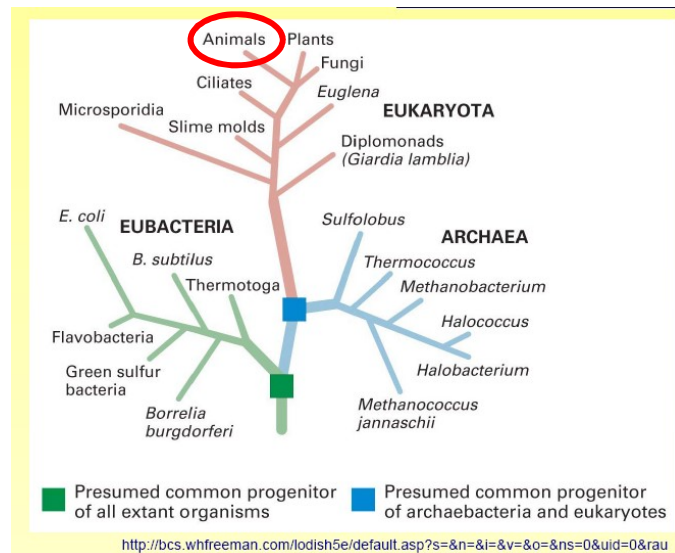 Animals
Plants
Fungi
Ciliates
Euglena
Microsporidia
EUKARYOTA
Slime molds
Diplomonads
(Giardia lamblia)
E. coli
EUBACTERIA
Sulfolobus
ARCHAEA
B. subtilus
Thermococcus
Thermotoga
Methanobacterium
Flavobacteria
Halococcus
Green sulfur
bacteria
Halobacterium
Borrelia
burgdorferi
Methanococcus
jannaschii
Presumed common progenitor
of all extant organisms
Presumed common progenitor
of archaebacteria and eukaryotes
http://bcs.whfreeman.com/lodish5e/default.asp?s=&n=&i=&v=&o=&ns=0&uid=0&rau